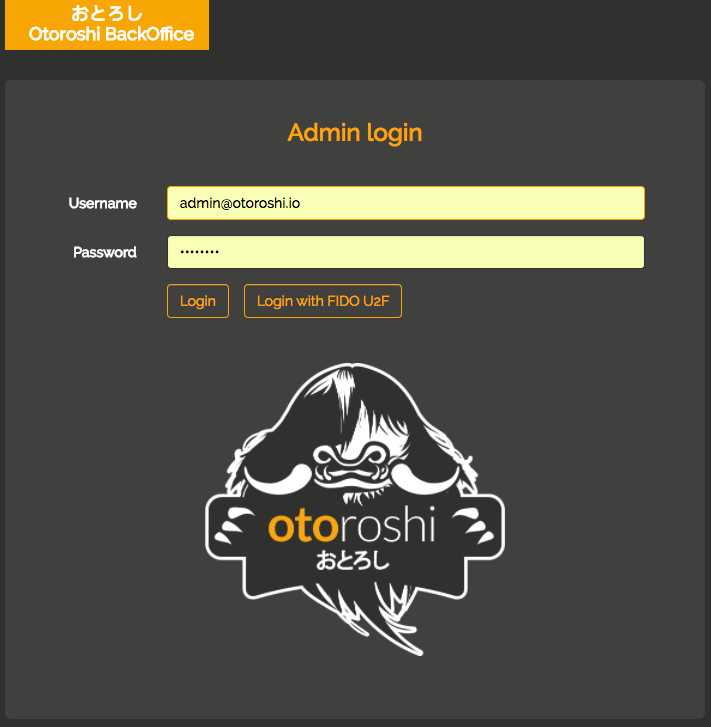 おとろし
Otoroshi BackOffice
Admin login
Username admin@otoroshi.io
Password ••••••••
Login Login with FIDO U2F
otoroshi
おとろし